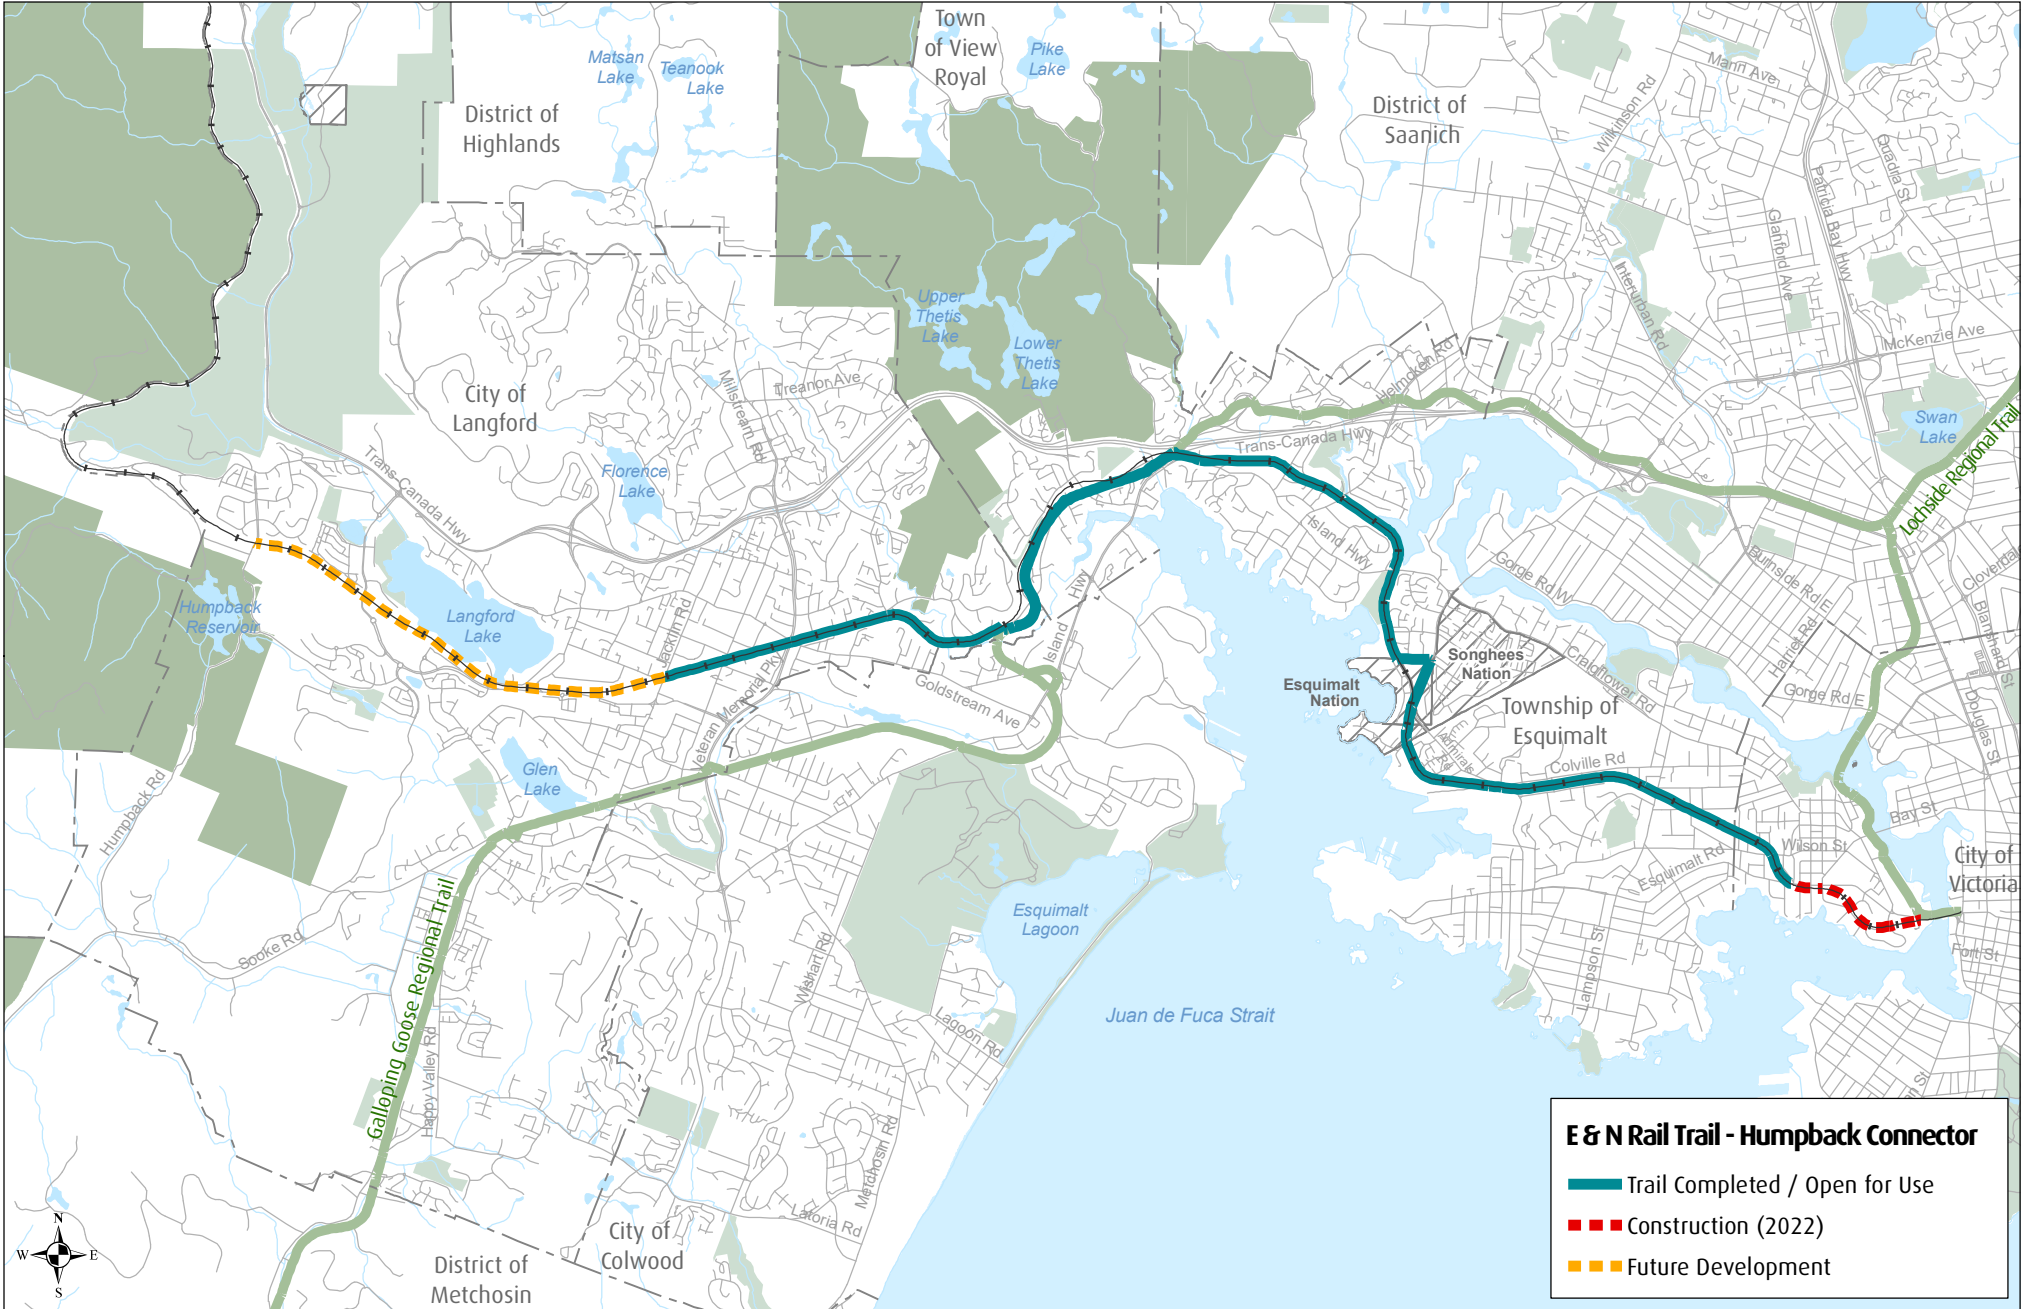 Town
of View
Royal
Pike
Lake
Matsan
Lake
Teanook
Lake
District of
Highlands
District of
Saanich
Mann Ave
Wilkinson Rd
Quadra St
Patricia Bay Hwy
Glanford Ave
Interurban Rd
McKenzie Ave
Upper
Thetis
Lake
Lower
Thetis
Lake
Helmcken Rd
Treanor Ave
Millstream Rd
City of
Langford
Swan
Lake
Lochside Regional Trail
Trans-Canada Hwy
Trans-Canada Hwy
Florence
Lake
Island Hwy
Gorge Rd W
Burnside Rd E
Cloverdale
Humpback
Reservoir
Langford
Lake
Jacklin Rd
Island Hwy
Harriet Rd
Blanshard St
Songhees
Nation
Craigflower Rd
Esquimalt
Nation
Goldstream Ave
Veteran Memorial Pky
Gorge Rd E
Douglas St
Township of
Esquimalt
Admirals
Rd
Colville Rd
Glen
Lake
Humpback Rd
Bay St
Wilson St
Esquimalt Rd
City of
Victoria
Esquimalt
Lagoon
Sooke Rd
Galloping Goose Regional Trail
Wishart Rd
Lampson St
Fort St
Lagoon Rd
Juan de Fuca Strait
Happy Valley Rd
Metchosin Rd
Latoria Rd
City of
Colwood
District of
Metchosin
N
W E
S
E & N Rail Trail - Humpback Connector
Trail Completed / Open for Use
Construction (2022)
Future Development